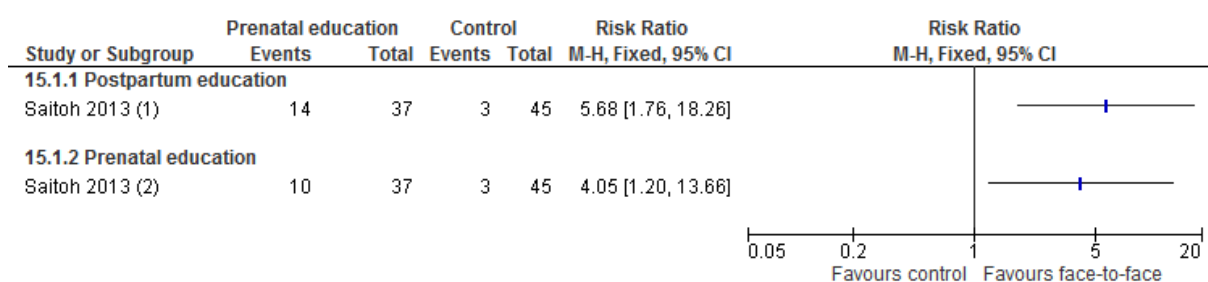 Prenatal education Control Risk Ratio Risk Ratio
Study or Subgroup Events Total Events Total M-H, Fixed, 95% CI M-H, Fixed, 95% CI
15.1.1 Postpartum education
Saitoh 2013 (1) 14 37 3 45 5.68 [1.76, 18.26]
15.1.2 Prenatal education
Saitoh 2013 (2) 10 37 3 45 4.05 [1.20, 13.66]
0.05 0.2 1 5 20
Favours control Favours face-to-face